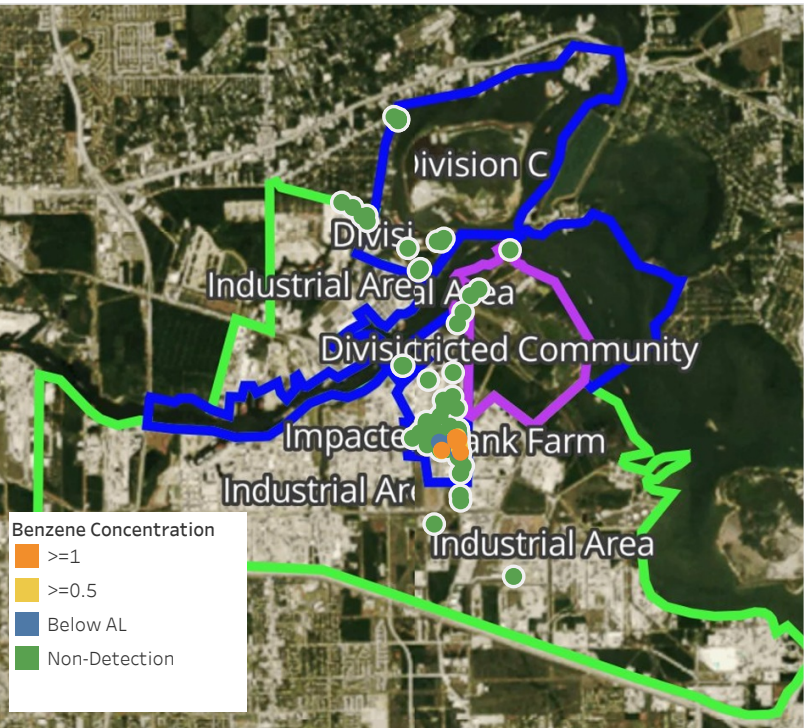 Division C
Divisi
Industrial Area
al Area
Divisi
tricted Community
Impacte
ank Farm
Industrial Are
Industrial Area
Benzene Concentration
>=1
>=0.5
Below AL
Non-Detection